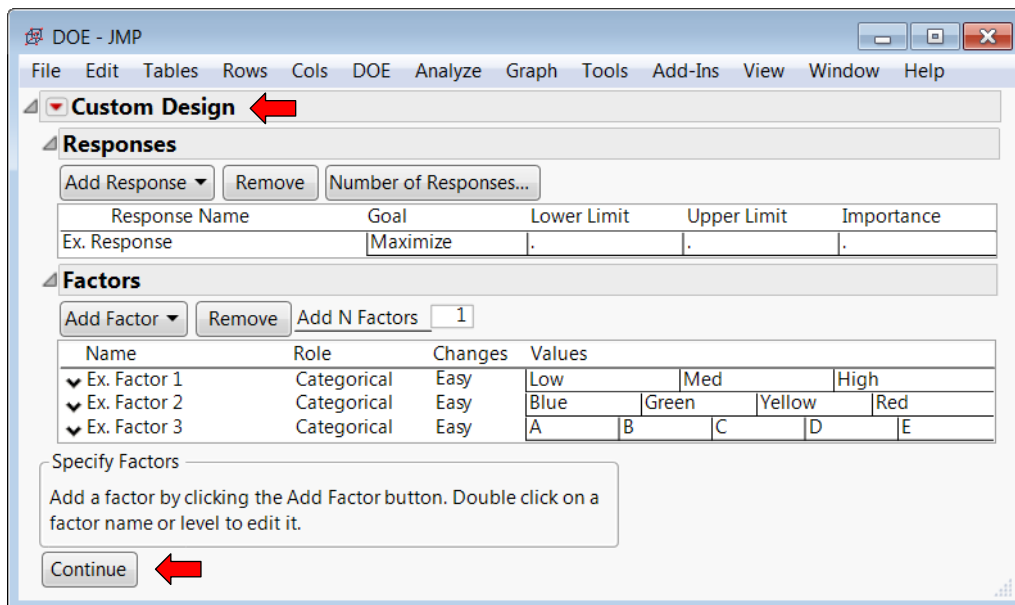 DOE - JMP
File Edit Tables Rows Cols DOE Analyze Graph Tools Add-Ins View Window Help
Custom Design
Responses
Add Response Remove Number of Responses...
Response Name Goal Lower Limit Upper Limit Importance
Ex. Response Maximize . . .
Factors
Add Factor Remove Add N Factors 1
Name Role Changes Values
Ex. Factor 1 Categorical Easy Low Med High
Ex. Factor 2 Categorical Easy Blue Green Yellow Red
Ex. Factor 3 Categorical Easy A B C D E
Specify Factors
Add a factor by clicking the Add Factor button. Double click on a
factor name or level to edit it.
Continue